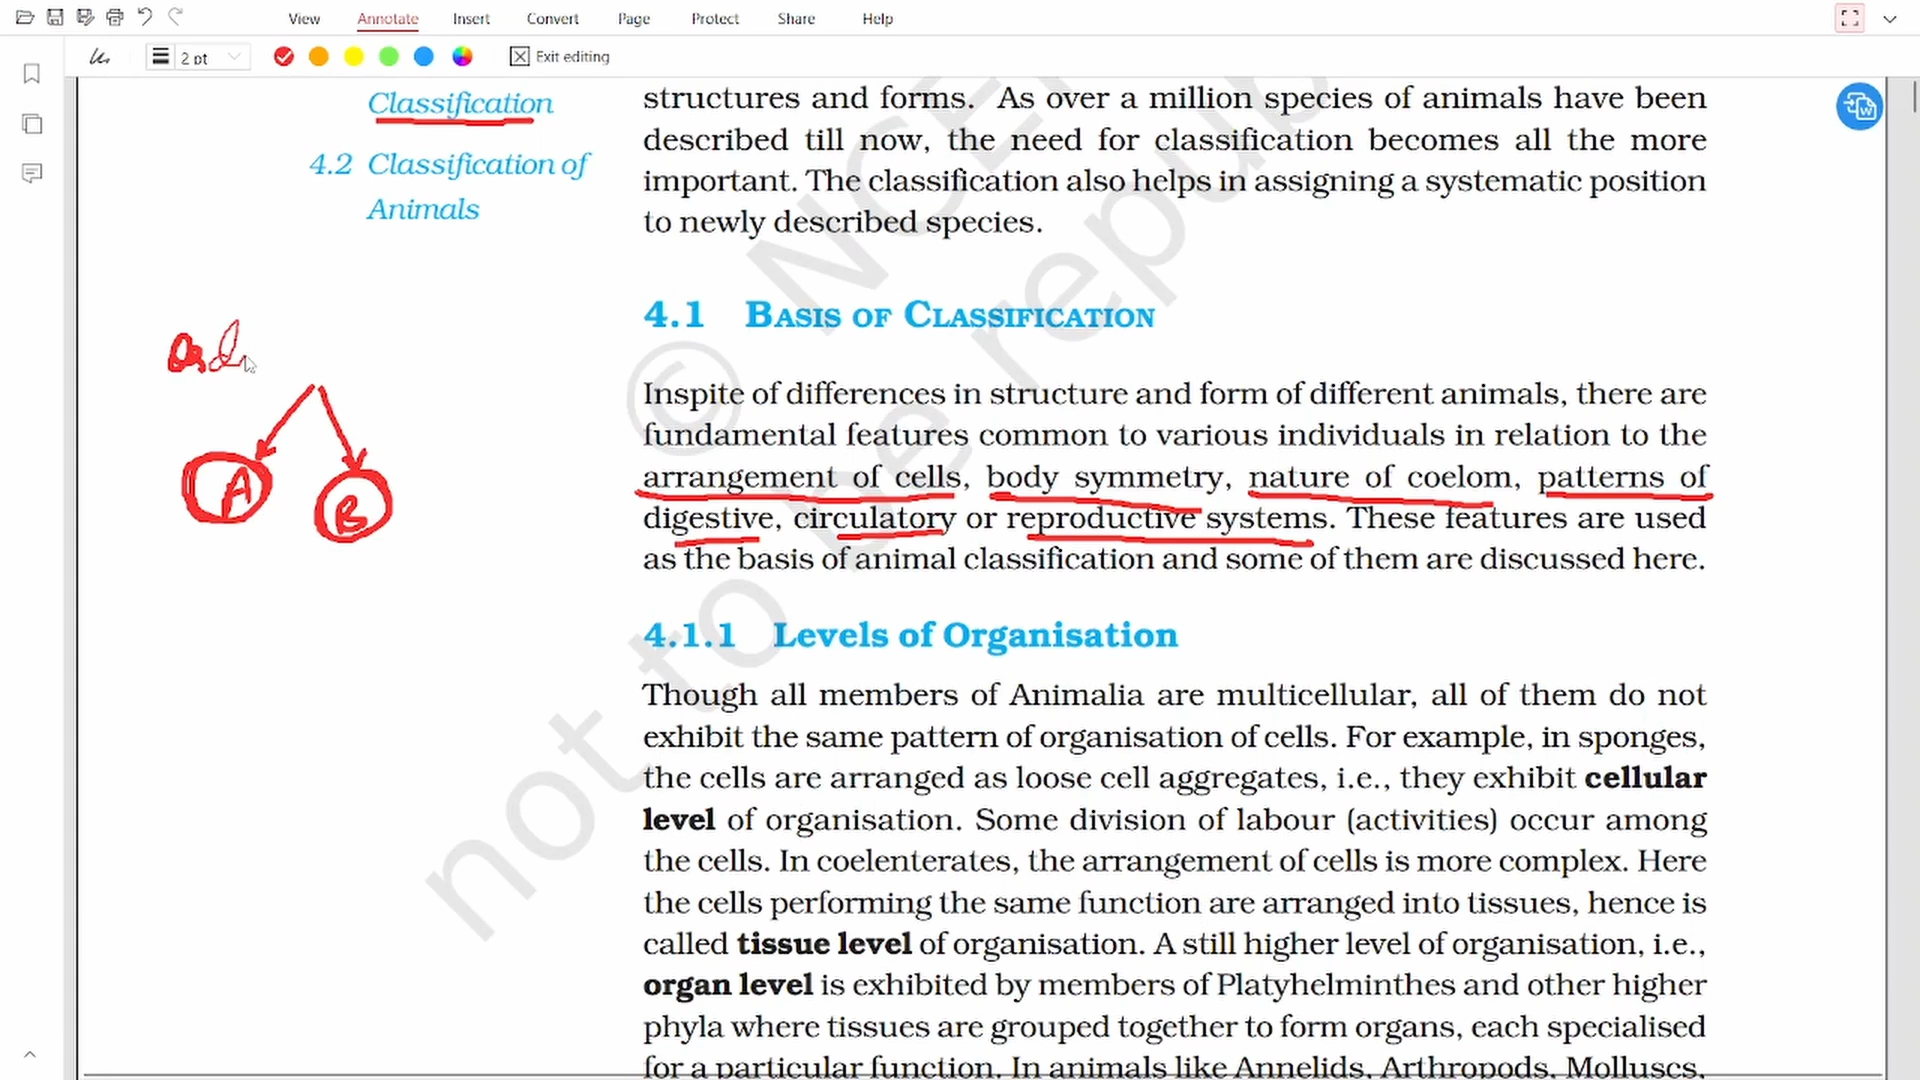 View Annotate Insert Convert Page Protect Share Help
2 pt Exit editing
Classification
4.2 Classification of
Animals
structures and forms. As over a million species of animals have been
described till now, the need for classification becomes all the more
important. The classification also helps in assigning a systematic position
to newly described species.
4.1 BASIS OF CLASSIFICATION
Inspite of differences in structure and form of different animals, there are
fundamental features common to various individuals in relation to the
arrangement of cells, body symmetry, nature of coelom, patterns of
digestive, circulatory or reproductive systems. These features are used
as the basis of animal classification and some of them are discussed here.
A
B
4.1.1 Levels of Organisation
Though all members of Animalia are multicellular, all of them do not
exhibit the same pattern of organisation of cells. For example, in sponges,
the cells are arranged as loose cell aggregates, i.e., they exhibit cellular
level of organisation. Some division of labour (activities) occur among
the cells. In coelenterates, the arrangement of cells is more complex. Here
the cells performing the same function are arranged into tissues, hence is
called tissue level of organisation. A still higher level of organisation, i.e.,
organ level is exhibited by members of Platyhelminthes and other higher
phyla where tissues are grouped together to form organs, each specialised
for a particular function. In animals like Annelids, Arthropods, Molluscs,
© NCE
not to be repub